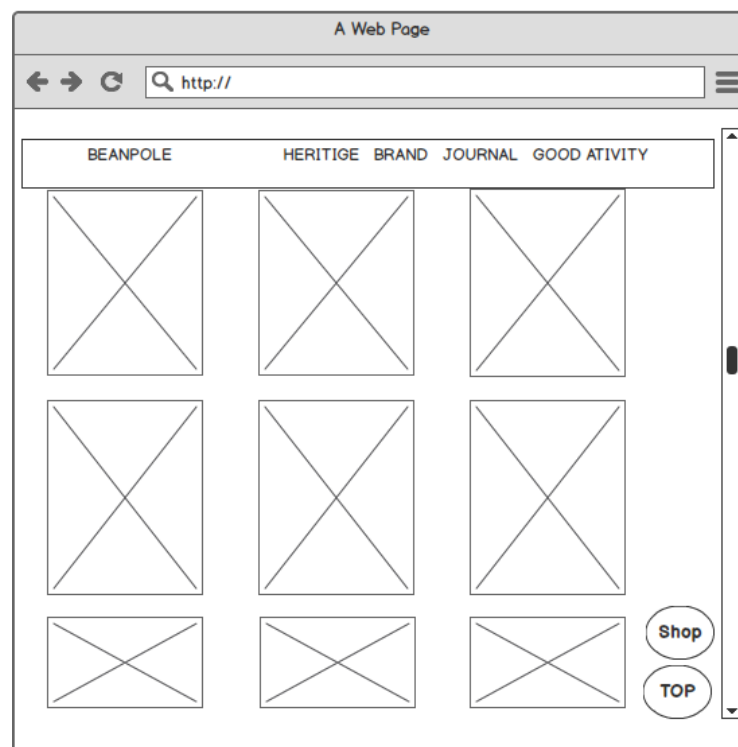 A Web Page
http://
BEANPOLE HERITIGE BRAND JOURNAL GOOD ATIVITY
Shop
TOP